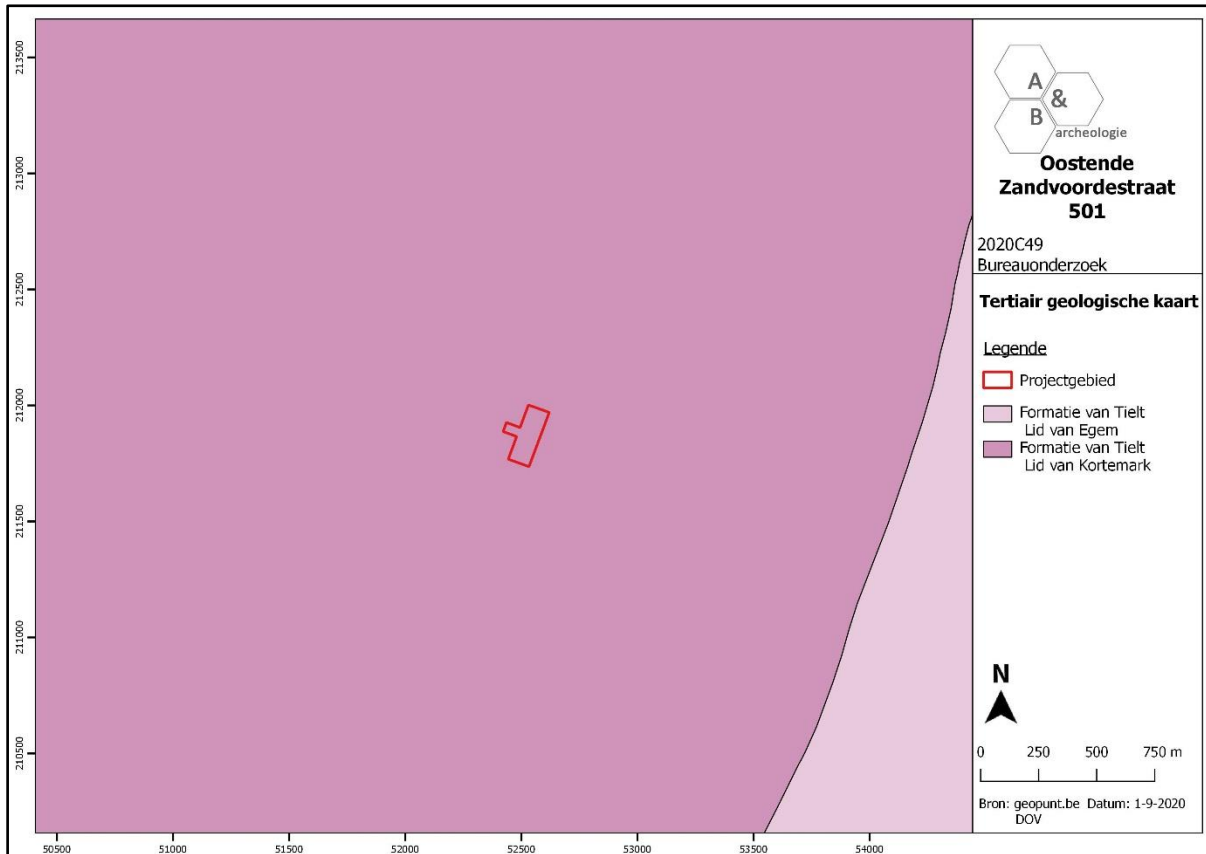 A
&
B
archeologie
Oostende
Zandvoordestraat
501
2020C49
Bureauonderzoek
Tertiair geologische kaart
Legende
Projectgebied
Formatie van Tielt
Lid van Egem
Formatie van Tielt
Lid van Kortemark
N
0 250 500 750 m
Bron: geopunt.be Datum: 1-9-2020
DOV
213500
213000
212500
212000
211500
211000
210500
50500 51000 51500 52000 52500 53000 53500 54000